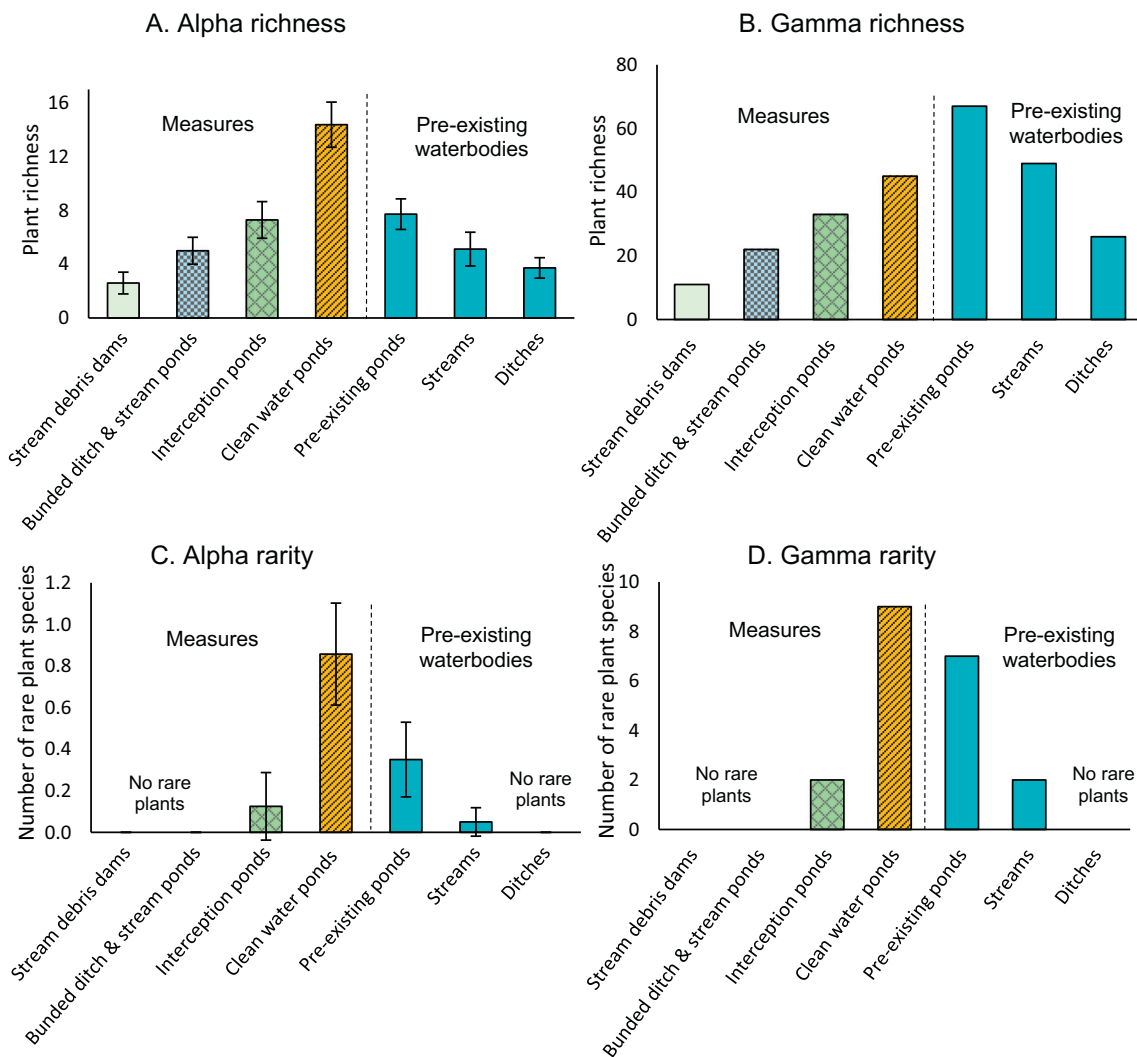 A. Alpha richness
16
12
8
4
0
Plant richness
Measures
Pre-existing
waterbodies
Stream debris dams
Bunded ditch & stream ponds
Interception ponds
Clean water ponds
Pre-existing ponds
Streams
Ditches
B. Gamma richness
80
60
40
20
0
Plant richness
Measures
Pre-existing
waterbodies
Stream debris dams
Bunded ditch & stream ponds
Interception ponds
Clean water ponds
Pre-existing ponds
Streams
Ditches
C. Alpha rarity
1.2
1.0
0.8
0.6
0.4
0.2
0.0
Number of rare plant species
Measures
Pre-existing
waterbodies
No rare
plants
No rare
plants
Stream debris dams
Bunded ditch & stream ponds
Interception ponds
Clean water ponds
Pre-existing ponds
Streams
Ditches
D. Gamma rarity
10
8
6
4
2
0
Number of rare plant species
Measures
Pre-existing
waterbodies
No rare
plants
No rare
plants
Stream debris dams
Bunded ditch & stream ponds
Interception ponds
Clean water ponds
Pre-existing ponds
Streams
Ditches